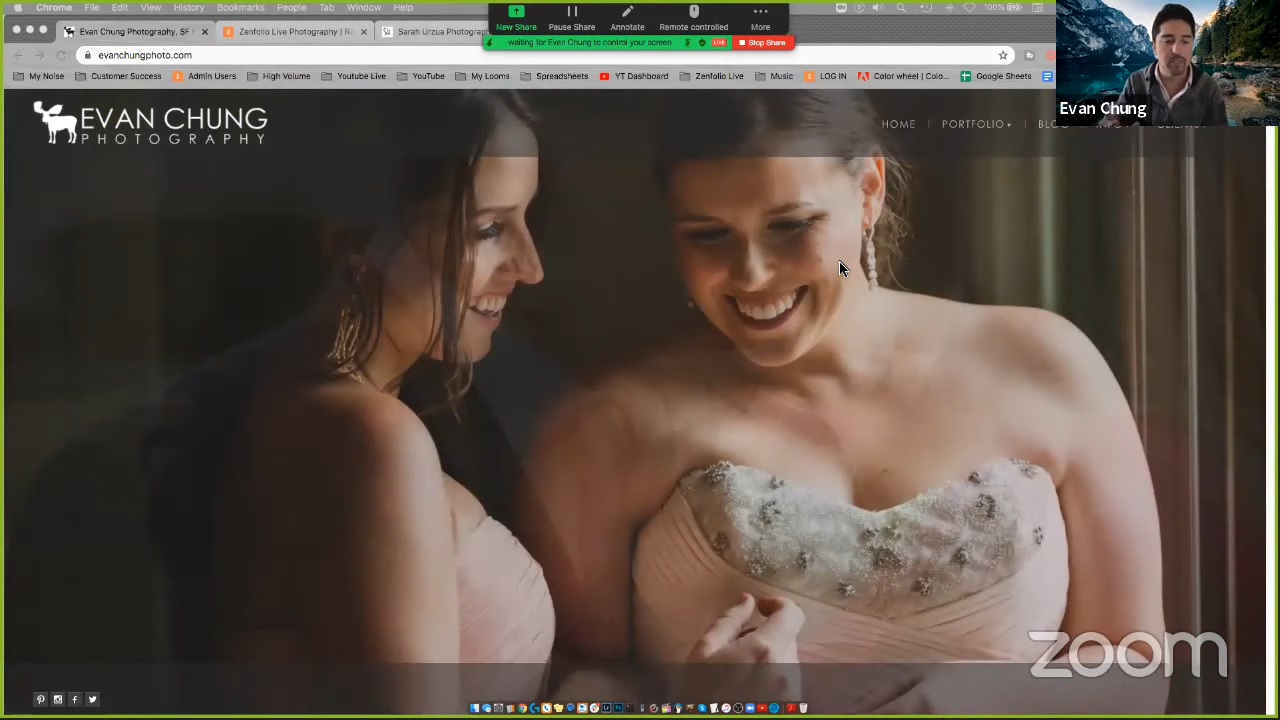 Chrome File Edit View History Bookmarks People Tab Window Help 100%
New Share Pause Share Annotate Remote controlled More
waiting for Evan Chung to control your screen LIVE Stop Share
Evan Chung Photography, SF Zenfolio Live Photography | Ra Sarah Urzua Photograp
evanchungphoto.com
My Noise Customer Success Admin Users High Volume Youtube Live YouTube My Looms Spreadsheets YT Dashboard Zenfolio Live Music LOG IN Color wheel | Colo... Google Sheets
Evan Chung
EVAN CHUNG
PHOTOGRAPHY
HOME | PORTFOLIO | BLOG
zoom